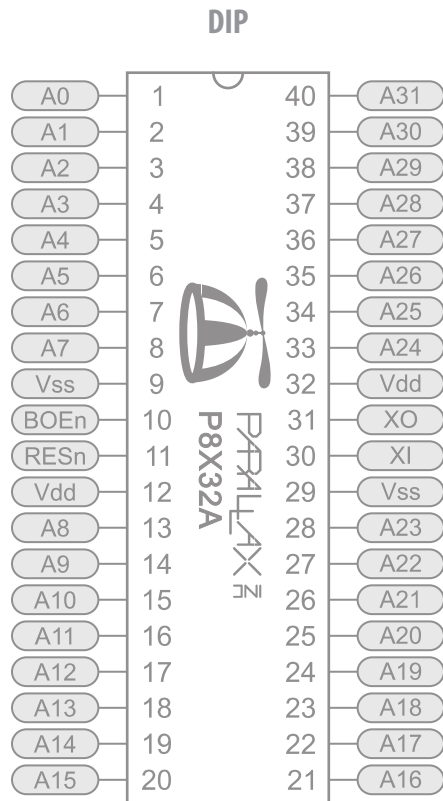 DIP
A0 1 40 A31
A1 2 39 A30
A2 3 38 A29
A3 4 37 A28
A4 5 36 A27
A5 6 35 A26
A6 7 34 A25
A7 8 33 A24
Vss 9 32 Vdd
BOEn 10 31 XO
RESn 11 30 XI
Vdd 12 29 Vss
A8 13 28 A23
A9 14 27 A22
A10 15 26 A21
A11 16 25 A20
A12 17 24 A19
A13 18 23 A18
A14 19 22 A17
A15 20 21 A16
PARALLAX
P8X32A